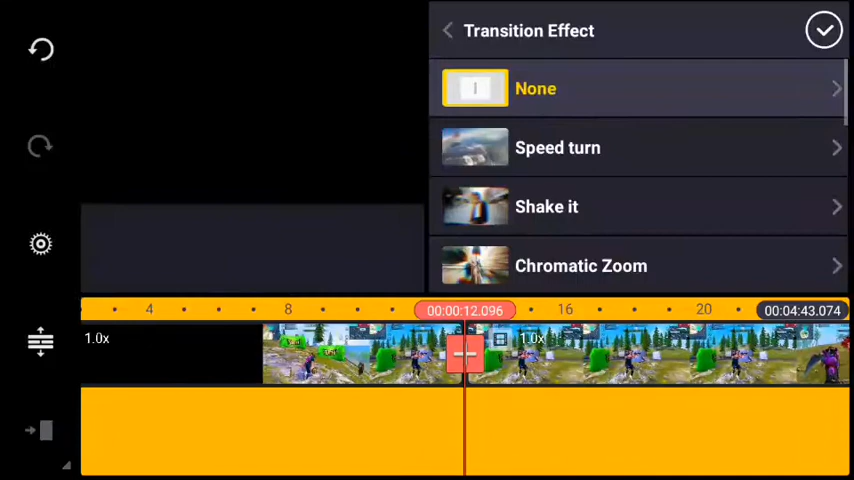 Transition Effect
None
Speed turn
Shake it
Chromatic Zoom
4
8
00:00:12.096
16
20
00:04:43.074
1.0x
1.0x